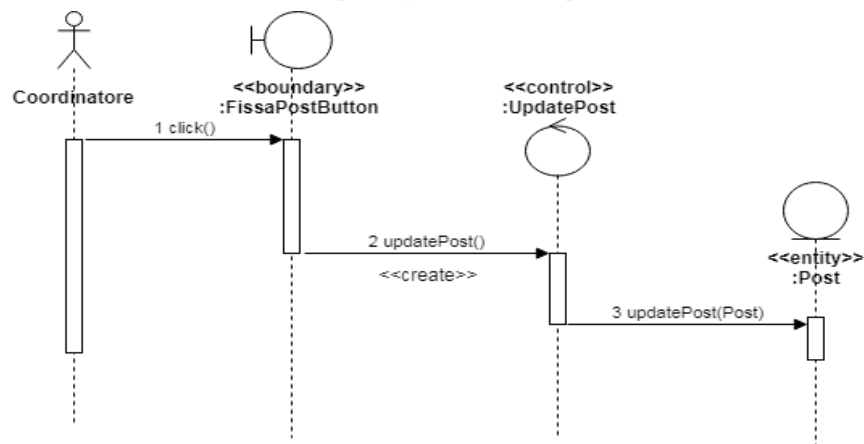 Coordinatore
<<boundary>>
:FissaPostButton
<<control>>
:UpdatePost
1 click()
2 updatePost()
<<create>>
<<entity>>
:Post
3 updatePost(Post)